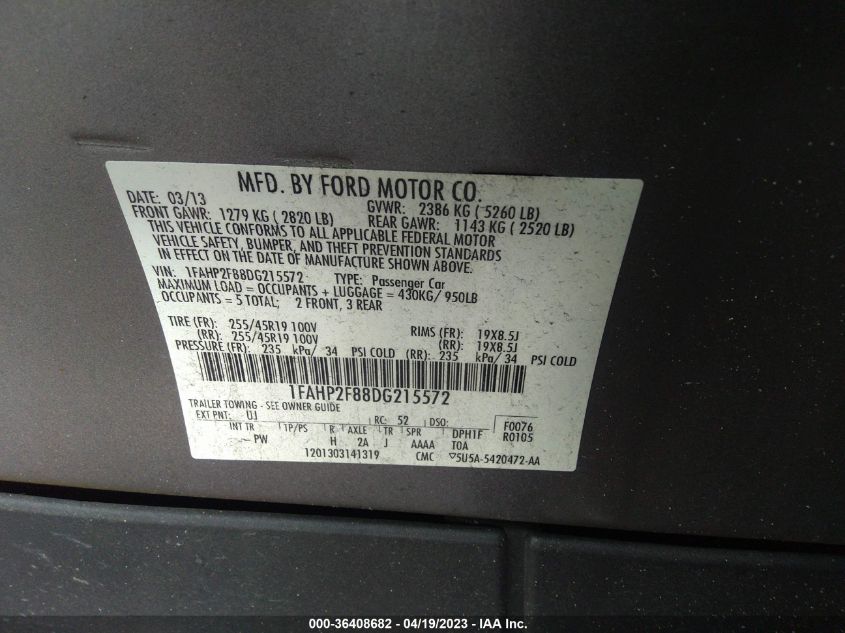 MFD. BY FORD MOTOR CO.
DATE: 03/13 GVWR: 2386 KG ( 5260 LB)
FRONT GAWR: 1279 KG ( 2820 LB) REAR GAWR: 1143 KG ( 2520 LB)
THIS VEHICLE CONFORMS TO ALL APPLICABLE FEDERAL MOTOR
VEHICLE SAFETY, BUMPER, AND THEFT PREVENTION STANDARDS
IN EFFECT ON THE DATE OF MANUFACTURE SHOWN ABOVE.
VIN: 1FAHP2F88DG215572 TYPE: Passenger Car
MAXIMUM LOAD = OCCUPANTS + LUGGAGE = 430KG/ 950LB
OCCUPANTS = 5 TOTAL; 2 FRONT, 3 REAR
TIRE (FR): 255/45R19 100V RIMS (FR): 19X8.5J
(RR): 255/45R19 100V (RR): 19X8.5J
PRESSURE (FR): 235 kPa/ 34 PSI COLD (RR): 235 kPa/ 34 PSI COLD
1FAHP2F88DG215572
TRAILER TOWING - SEE OWNER GUIDE
EXT PNT: UJ RC: 52 DSO: F0076
INT TR 1P/PS R AXLE TR SPR DPH1F R0105
-- PW H 2A J AAAA TOA
1201303141319 CMC ▽5U5A-5420472-AA
000-36408682 - 04/19/2023 - IAA Inc.